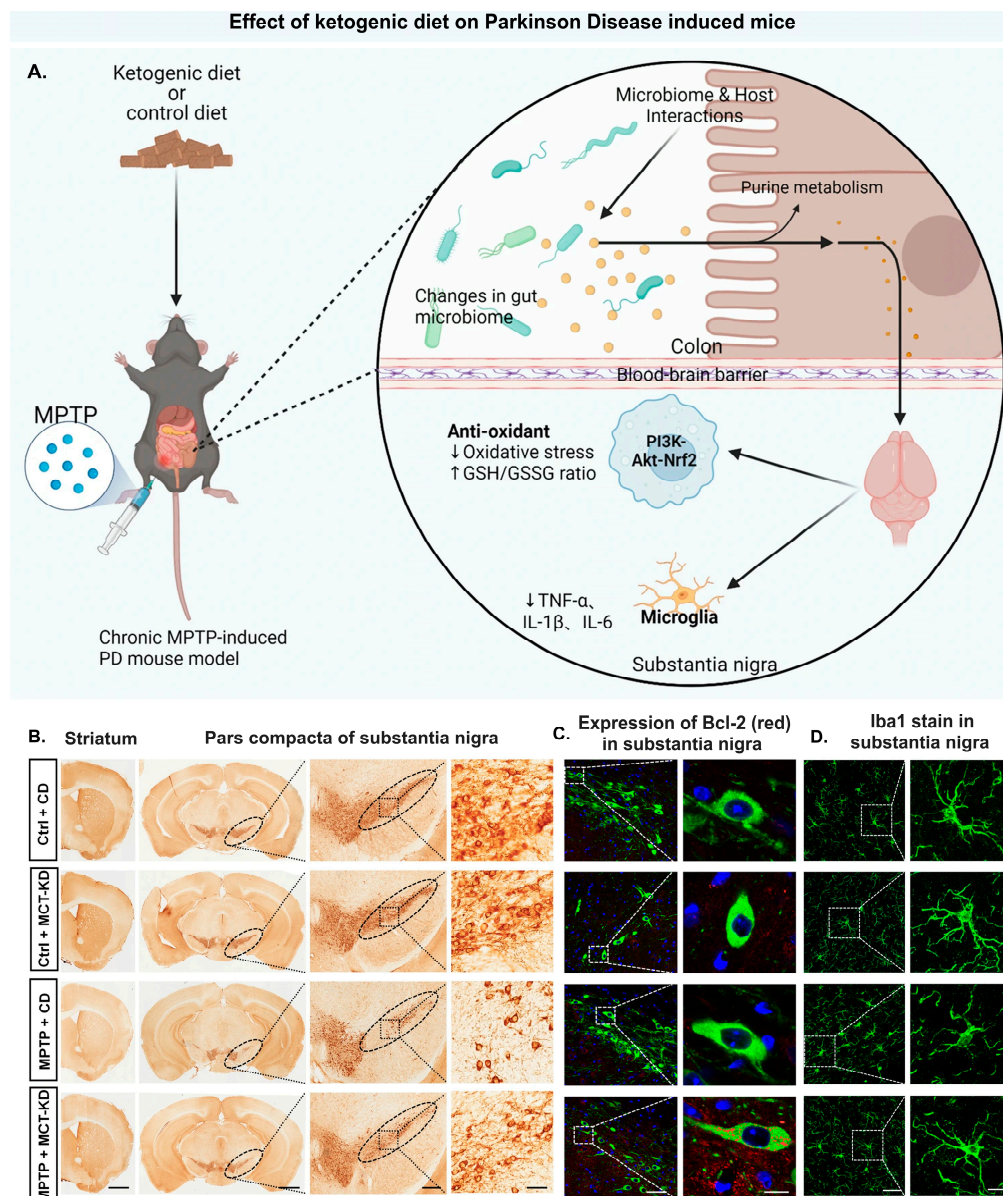 Effect of ketogenic diet on Parkinson Disease induced mice
A.
Ketogenic diet
or
control diet
MPTP
Chronic MPTP-induced
PD mouse model
Microbiome & Host
Interactions
Purine metabolism
Changes in gut
microbiome
Colon
Blood-brain barrier
Anti-oxidant
↓Oxidative stress
↑GSH/GSSG ratio
PI3K-
Akt-Nrf2
↓TNF-α、
IL-1β、IL-6
Microglia
Substantia nigra
B.
Striatum
Pars compacta of substantia nigra
C.
Expression of Bcl-2 (red)
in substantia nigra
D.
Iba1 stain in
substantia nigra
Ctrl + CD
Ctrl + MCT-KD
MPTP + CD
MPTP + MCT-KD